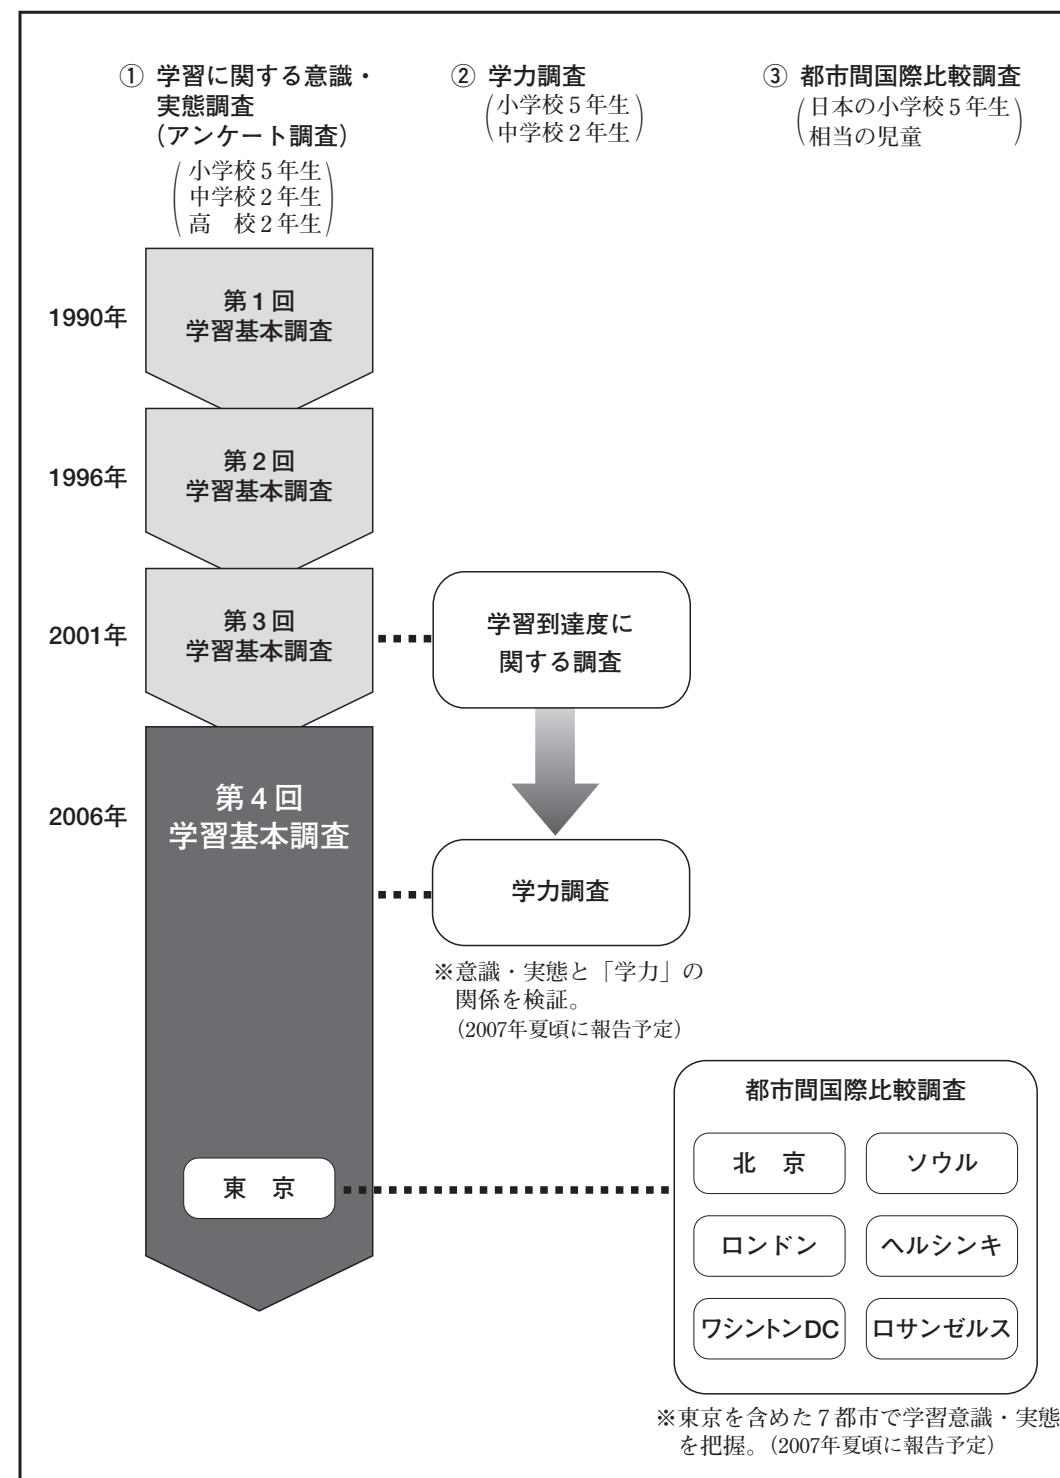 ① 学習に関する意識・
実態調査
(アンケート調査)
小学校5年生
中学校2年生
高　校2年生
② 学力調査
小学校5年生
中学校2年生
③ 都市間国際比較調査
日本の小学校5年生
相当の児童
1990年
第1回
学習基本調査
1996年
第2回
学習基本調査
2001年
第3回
学習基本調査
学習到達度に
関する調査
2006年
第4回
学習基本調査
学力調査
※意識・実態と「学力」の
関係を検証。
(2007年夏頃に報告予定)
東　京
都市間国際比較調査
北　京
ソウル
ロンドン
ヘルシンキ
ワシントンDC
ロサンゼルス
※東京を含めた7都市で学習意識・実態
を把握。(2007年夏頃に報告予定)